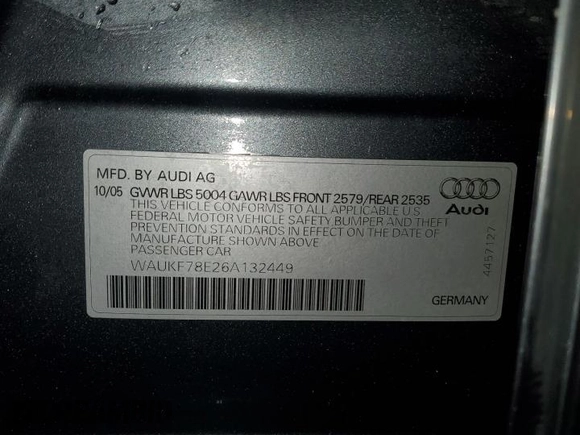 MFD. BY AUDI AG
10/05 GVWR LBS 5004 GAWR LBS FRONT 2579/REAR 2535
THIS VEHICLE CONFORMS TO ALL APPLICABLE U.S.
FEDERAL MOTOR VEHICLE SAFETY BUMPER AND THEFT
PREVENTION STANDARDS IN EFFECT ON THE DATE OF
MANUFACTURE SHOWN ABOVE
PASSENGER CAR
WAUKF78E26A132449
Audi
4457127
GERMANY